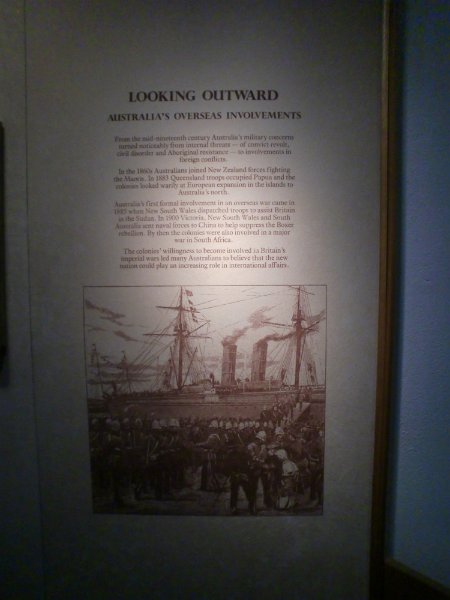 LOOKING OUTWARD
AUSTRALIA'S OVERSEAS INVOLVEMENTS
From the mid-nineteenth century Australia's military concerns
turned noticeably from internal threats — of convict revolt,
civil disorder and Aboriginal resistance — to involvements in
foreign conflicts.
In the 1860s Australians joined New Zealand forces fighting
the Maoris. In 1883 Queensland troops occupied Papua and the
colonies looked warily at European expansion in the islands to
Australia's north.
Australia's first formal involvement in an overseas war came in
1885 when New South Wales dispatched troops to assist Britain
in the Sudan. In 1900 Victoria, New South Wales and South
Australia sent naval forces to China to help suppress the Boxer
rebellion. By then the colonies were also involved in a major
war in South Africa.
The colonies' willingness to become involved in Britain's
imperial wars led many Australians to believe that the new
nation could play an increasing role in international affairs.